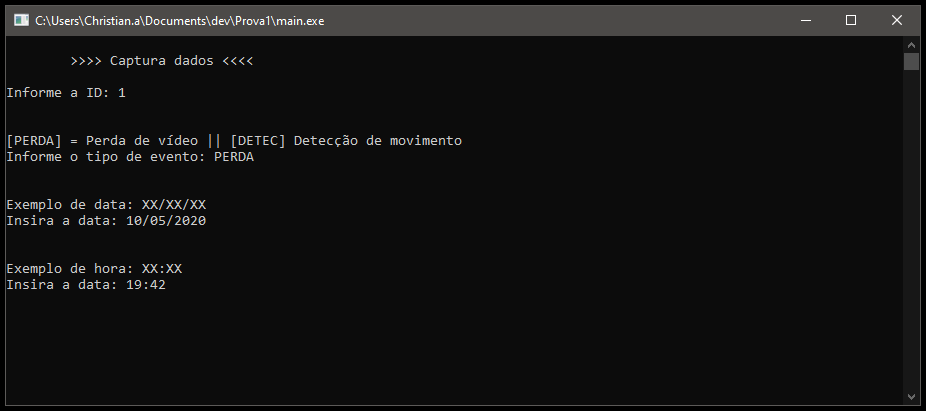 C:\Users\Christian.a\Documents\dev\Prova1\main.exe
>>>> Captura dados <<<<
Informe a ID: 1
[PERDA] = Perda de vídeo || [DETEC] Detecção de movimento
Informe o tipo de evento: PERDA
Exemplo de data: XX/XX/XX
Insira a data: 10/05/2020
Exemplo de hora: XX:XX
Insira a data: 19:42